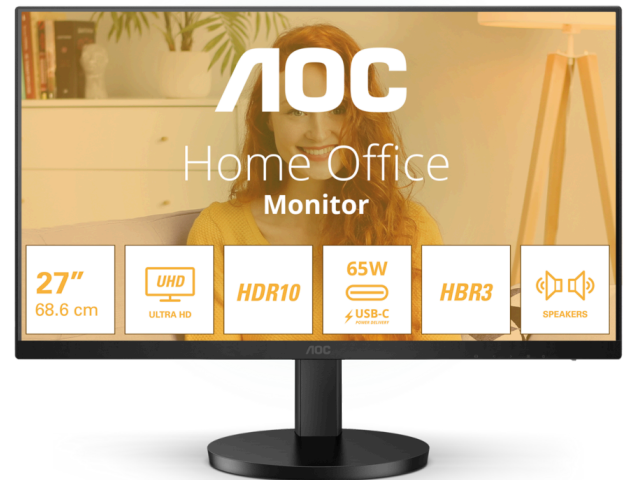 AOC
Home Office
Monitor
27"
68.6 cm
UHD
ULTRA HD
HDR10
65W
USB-C
POWER DELIVERY
HBR3
SPEAKERS
AOC